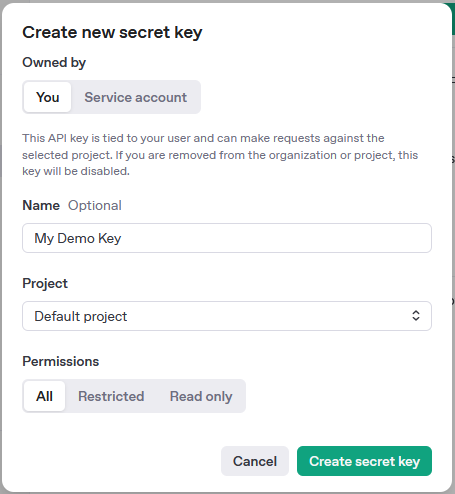 Create new secret key
Owned by
You Service account
This API key is tied to your user and can make requests against the
selected project. If you are removed from the organization or project, this
key will be disabled.
Name Optional
My Demo Key
Project
Default project
Permissions
All Restricted Read only
Cancel Create secret key